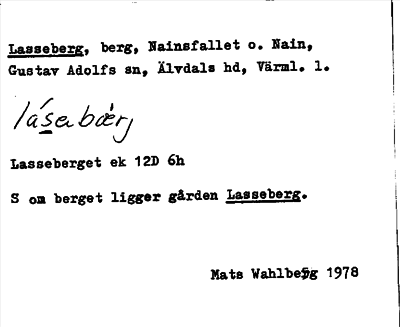 Lasseberg, berg, Nainsfallet o. Nain,
Gustav Adolfs sn, Älvdals hd, Värml. l.
Lasseberget ek 12D 6h
S om berget ligger gården Lasseberg.
Mats Wahlberg 1978